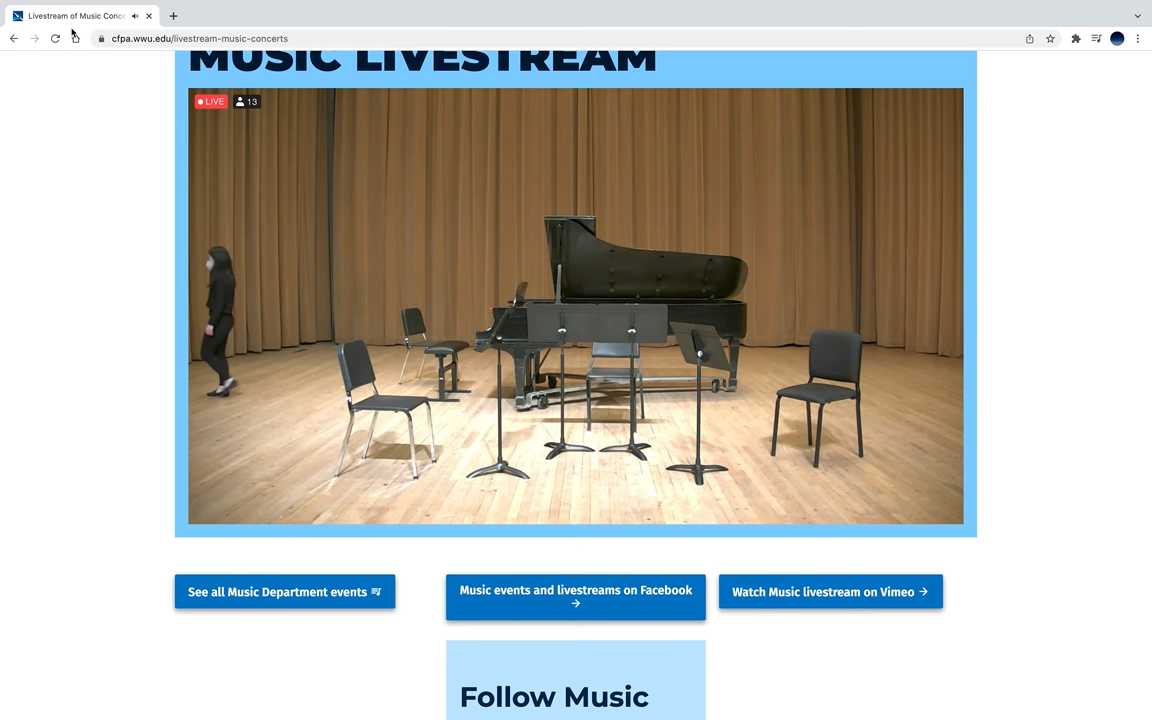 Livestream of Music Conce
cfpa.wwu.edu/livestream-music-concerts
MUSIC LIVESTREAM
LIVE 13
See all Music Department events
Music events and livestreams on Facebook
Watch Music livestream on Vimeo
Follow Music